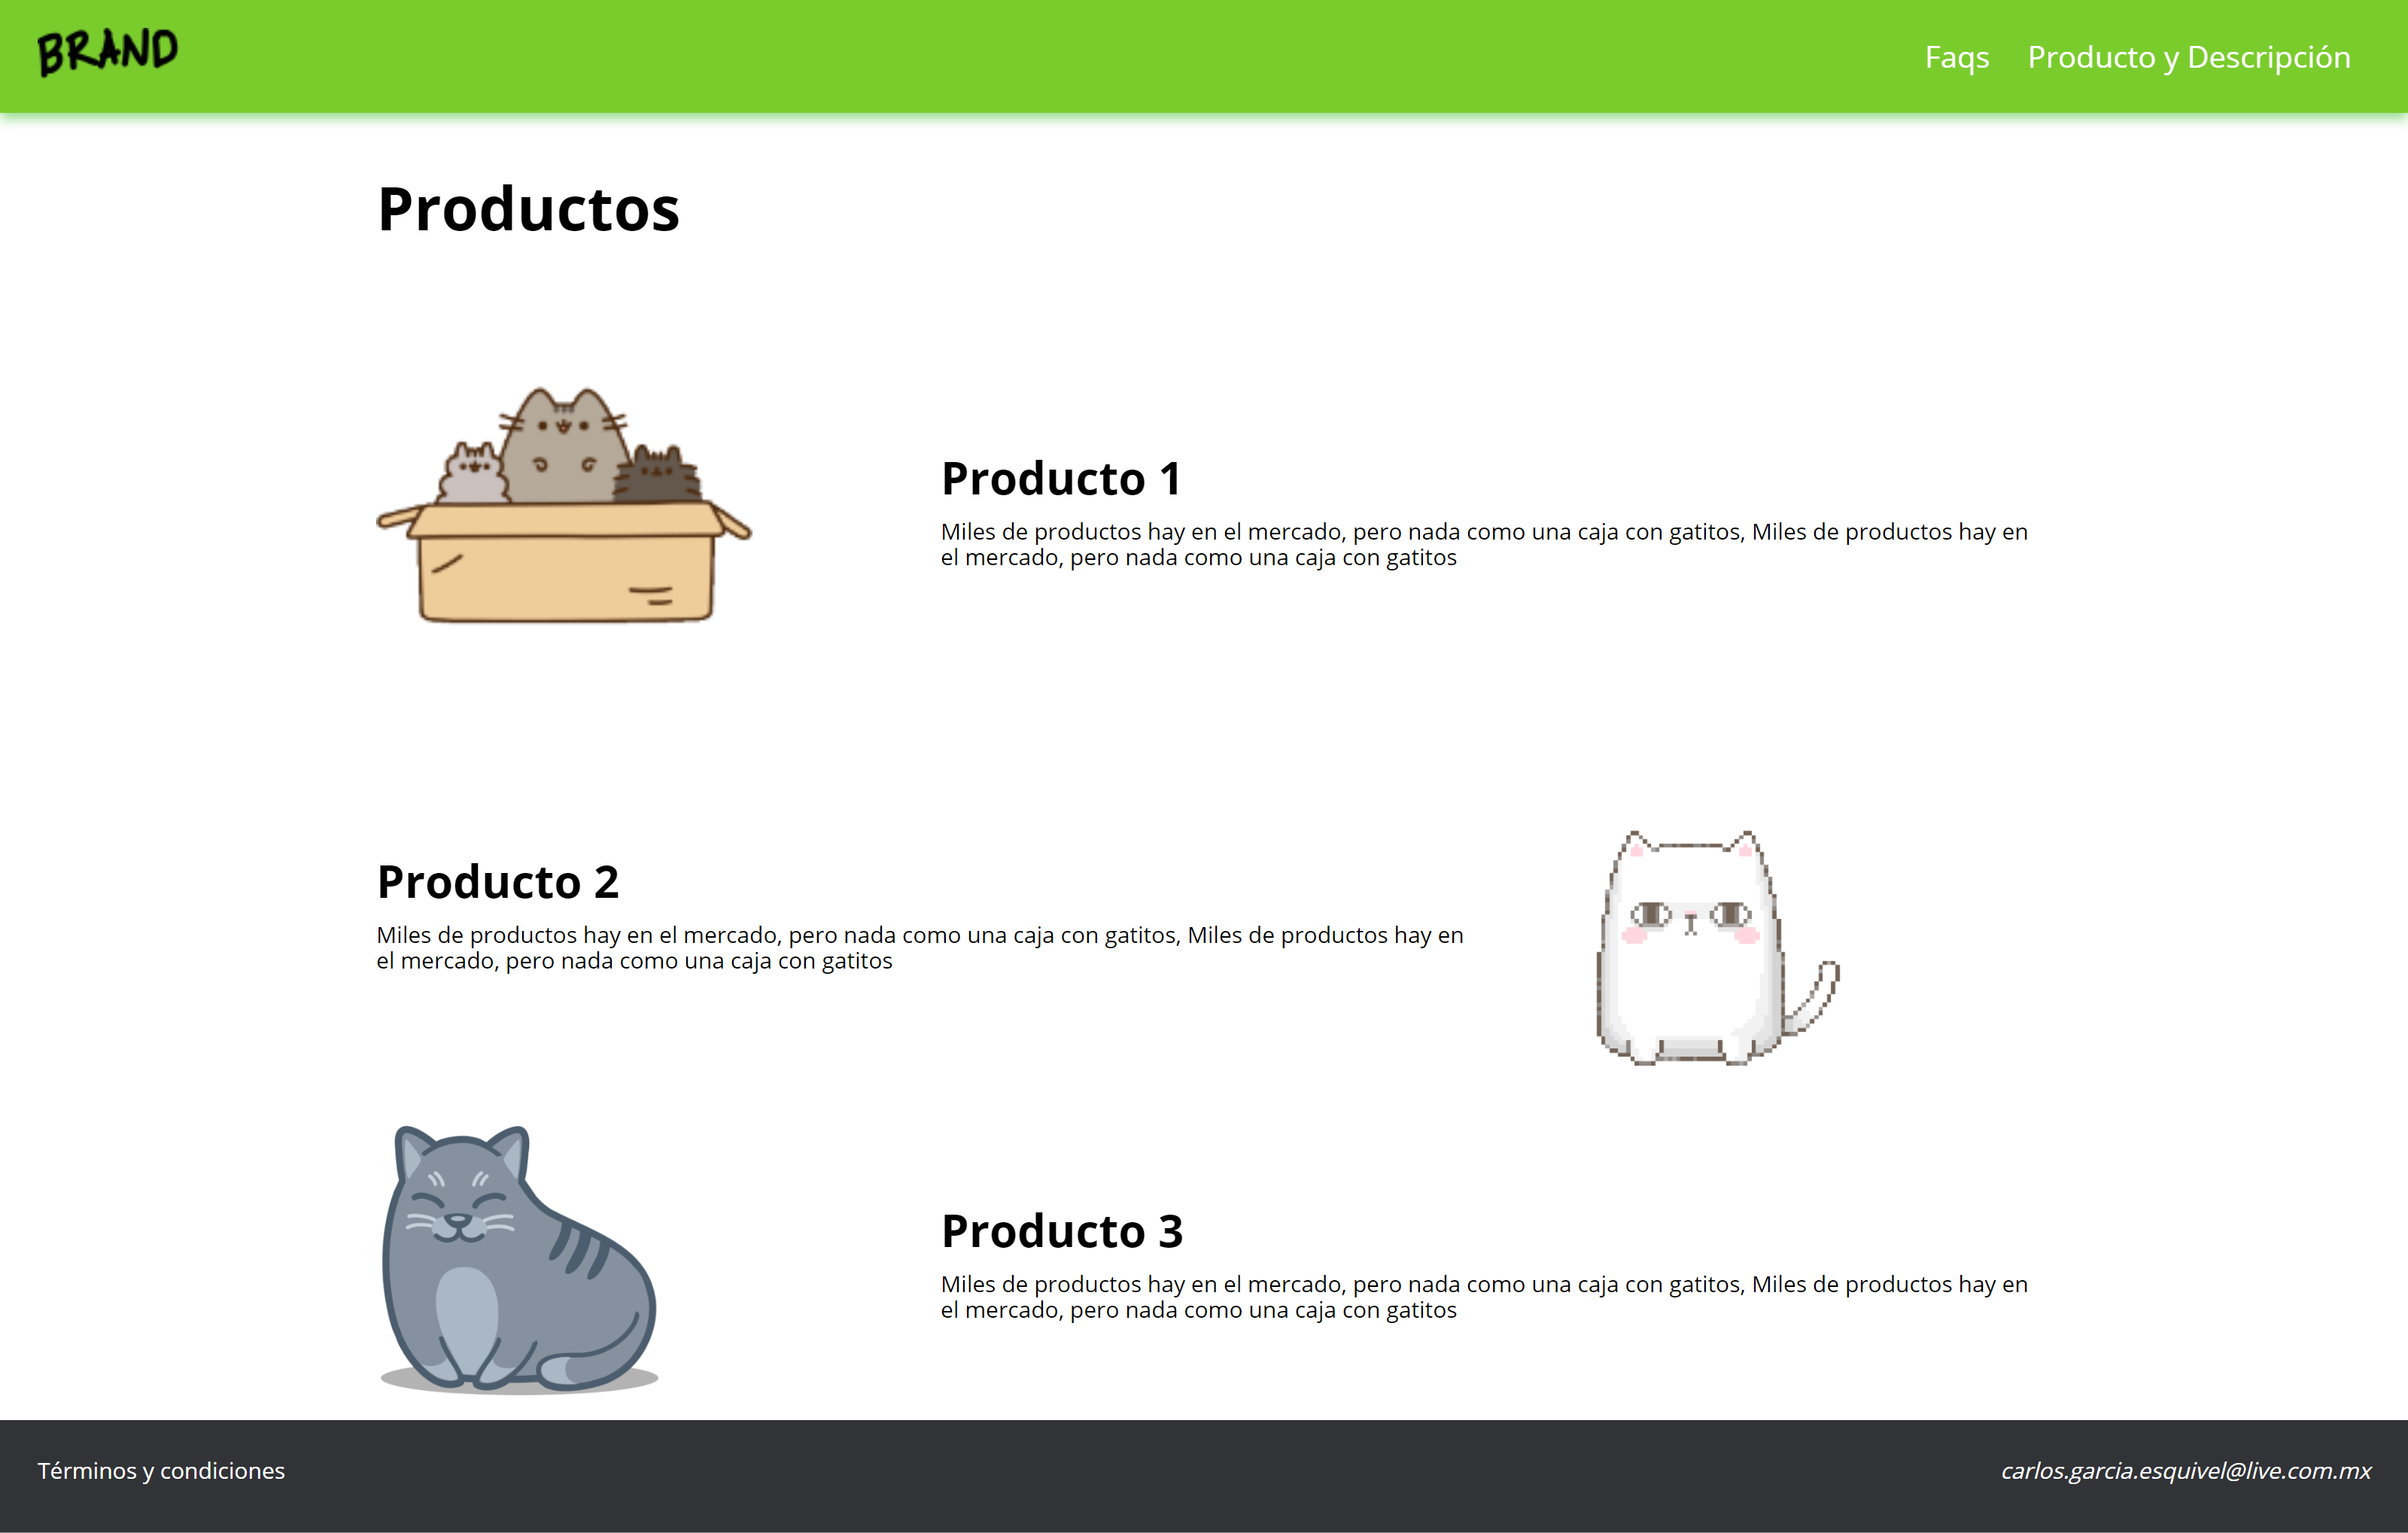 BRAND
Faqs Producto y Descripción
Productos
Producto 1
Miles de productos hay en el mercado, pero nada como una caja con gatitos, Miles de productos hay en
el mercado, pero nada como una caja con gatitos
Producto 2
Miles de productos hay en el mercado, pero nada como una caja con gatitos, Miles de productos hay en
el mercado, pero nada como una caja con gatitos
Producto 3
Miles de productos hay en el mercado, pero nada como una caja con gatitos, Miles de productos hay en
el mercado, pero nada como una caja con gatitos
Términos y condiciones
carlos.garcia.esquivel@live.com.mx